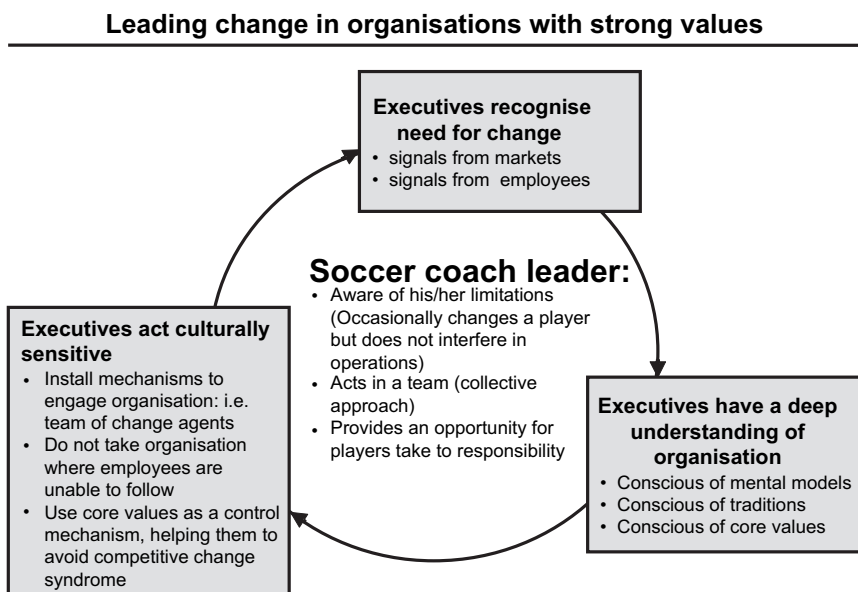 Leading change in organisations with strong values
Executives recognise
need for change
• signals from markets
• signals from employees
Soccer coach leader:
• Aware of his/her limitations
(Occasionally changes a player
but does not interfere in
operations)
• Acts in a team (collective
approach)
• Provides an opportunity for
players take to responsibility
Executives act culturally
sensitive
• Install mechanisms to
engage organisation: i.e.
team of change agents
• Do not take organisation
where employees are
unable to follow
• Use core values as a control
mechanism, helping them to
avoid competitive change
syndrome
Executives have a deep
understanding of
organisation
• Conscious of mental models
• Conscious of traditions
• Conscious of core values